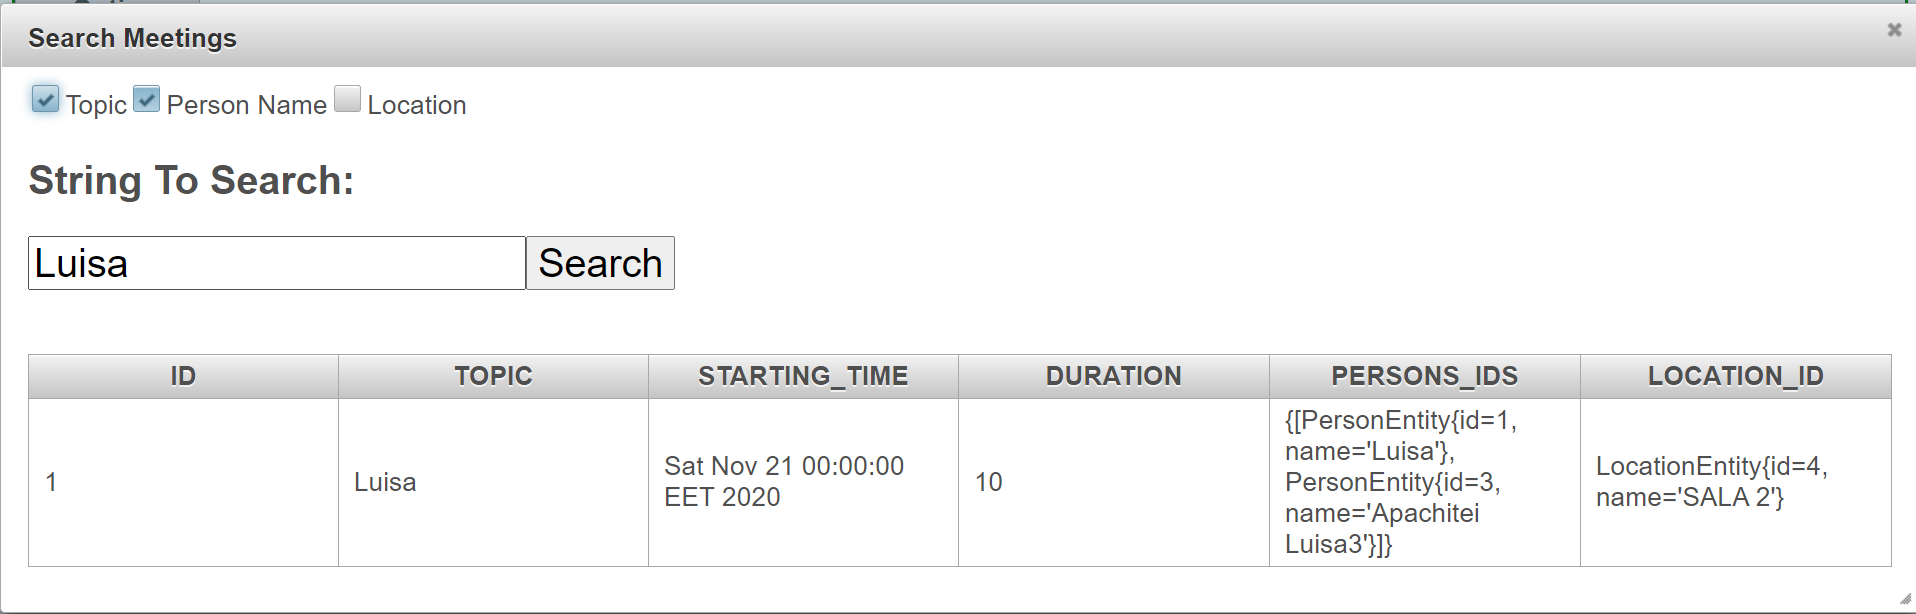 Search Meetings
Topic Person Name Location
String To Search:
Luisa Search
ID TOPIC STARTING_TIME DURATION PERSONS_IDS LOCATION_ID
1 Luisa Sat Nov 21 00:00:00
EET 2020 10 {[PersonEntity{id=1,
name='Luisa'},
PersonEntity{id=3,
name='Apachitei
Luisa3'}]} LocationEntity{id=4,
name='SALA 2'}